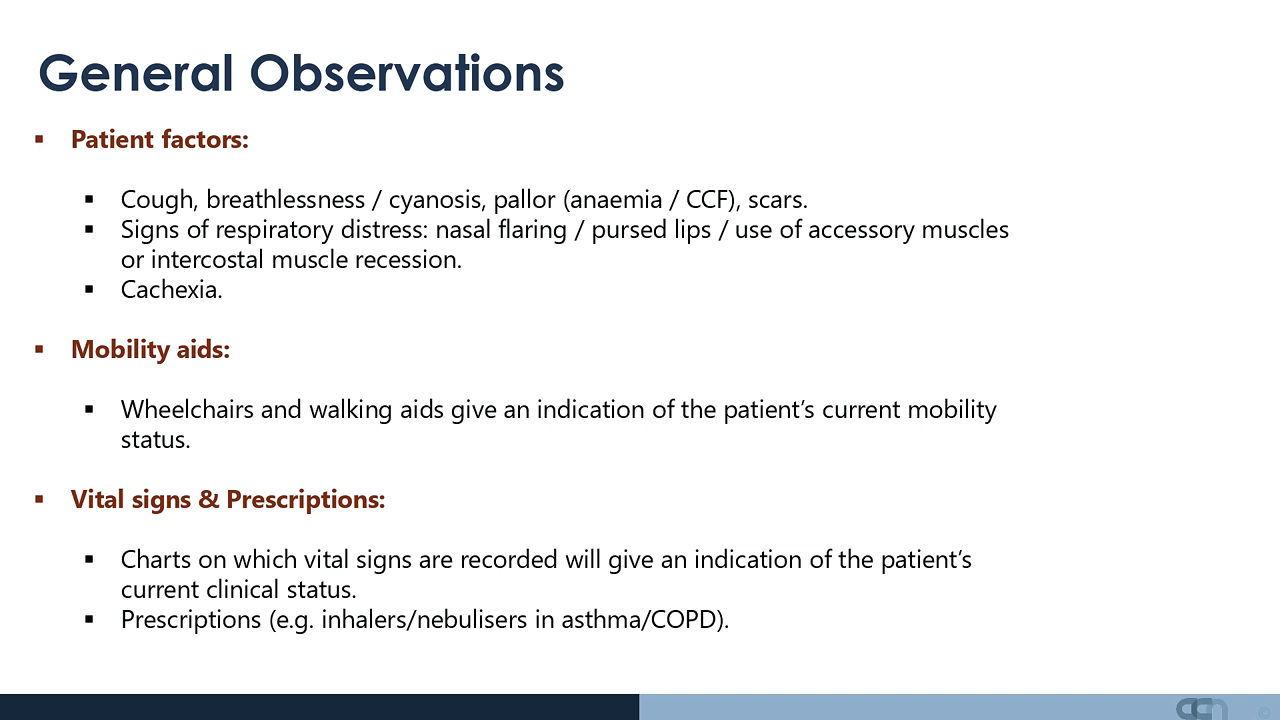 General Observations
▪ Patient factors:
▪ Cough, breathlessness / cyanosis, pallor (anaemia / CCF), scars.
▪ Signs of respiratory distress: nasal flaring / pursed lips / use of accessory muscles
or intercostal muscle recession.
▪ Cachexia.
▪ Mobility aids:
▪ Wheelchairs and walking aids give an indication of the patient’s current mobility
status.
▪ Vital signs & Prescriptions:
▪ Charts on which vital signs are recorded will give an indication of the patient’s
current clinical status.
▪ Prescriptions (e.g. inhalers/nebulisers in asthma/COPD).